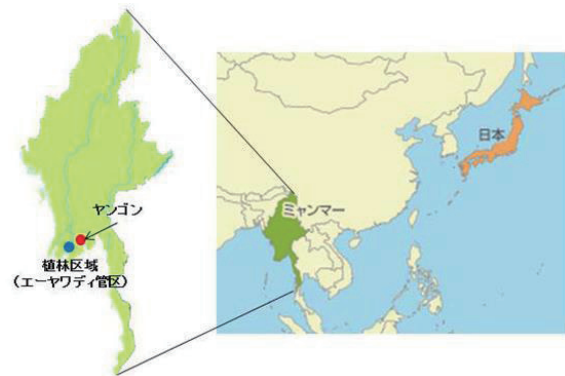 ヤンゴン
植林区域
（エーヤワディ管区）
ミャンマー
日本